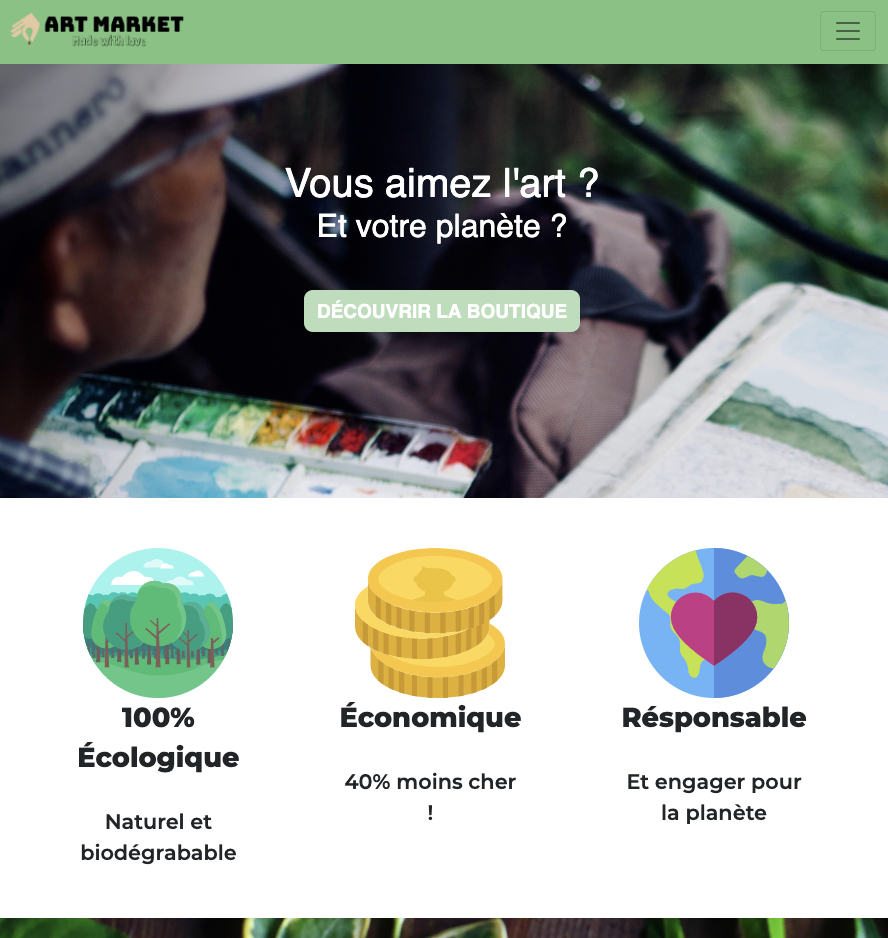 ART MARKET
Made with love
annaro
Vous aimez l'art ?
Et votre planète ?
DÉCOUVRIR LA BOUTIQUE
100%
Écologique
Naturel et
biodégrabable
Économique
40% moins cher
!
Résponsable
Et engager pour
la planète